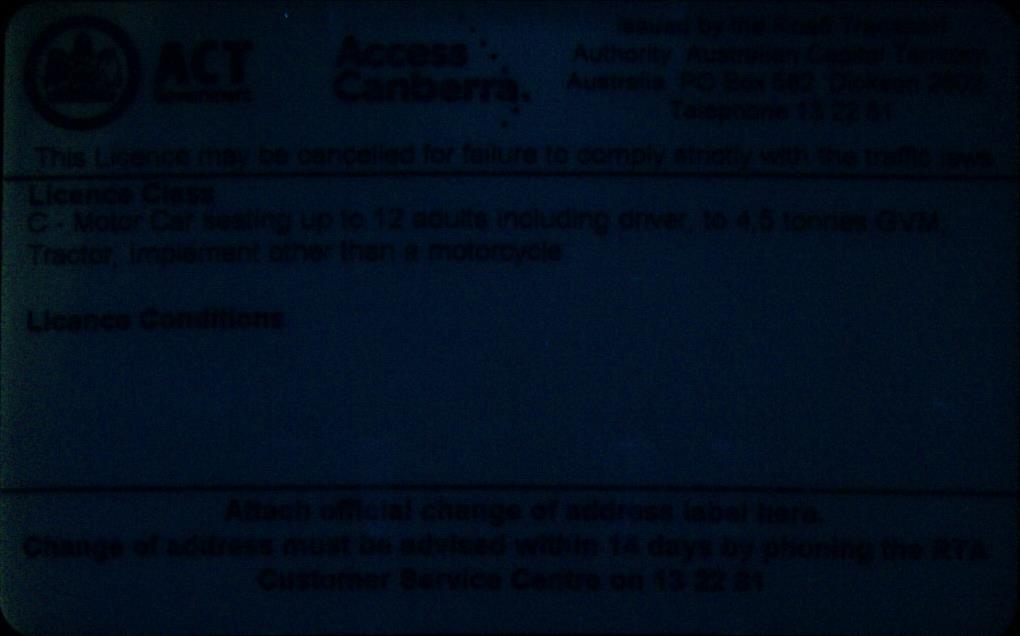 ACT
Government
Access
Canberra.
Issued by the Road Transport
Authority Australian Capital Territory
Australia PO Box 582 Dickson 2602
Telephone 13 22 81
This Licence may be cancelled for failure to comply strictly with the traffic laws
Licence Class
C - Motor Car seating up to 12 adults including driver, to 4.5 tonnes GVM,
Tractor, Implement other than a motorcycle
Licence Conditions
Attach official change of address label here.
Change of address must be advised within 14 days by phoning the RTA
Customer Service Centre on 13 22 81